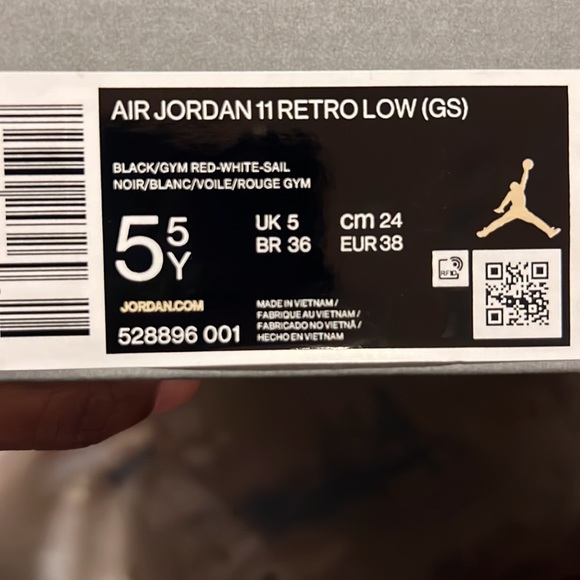 AIR JORDAN 11 RETRO LOW (GS)
BLACK/GYM RED-WHITE-SAIL
NOIR/BLANC/VOILE/ROUGE GYM
5 5 Y
UK 5 cm 24
BR 36 EUR 38
RFID
JORDAN.COM
528896 001
MADE IN VIETNAM /
FABRIQUE AU VIETNAM /
FABRICADO NO VIETNÃ /
HECHO EN VIETNAM